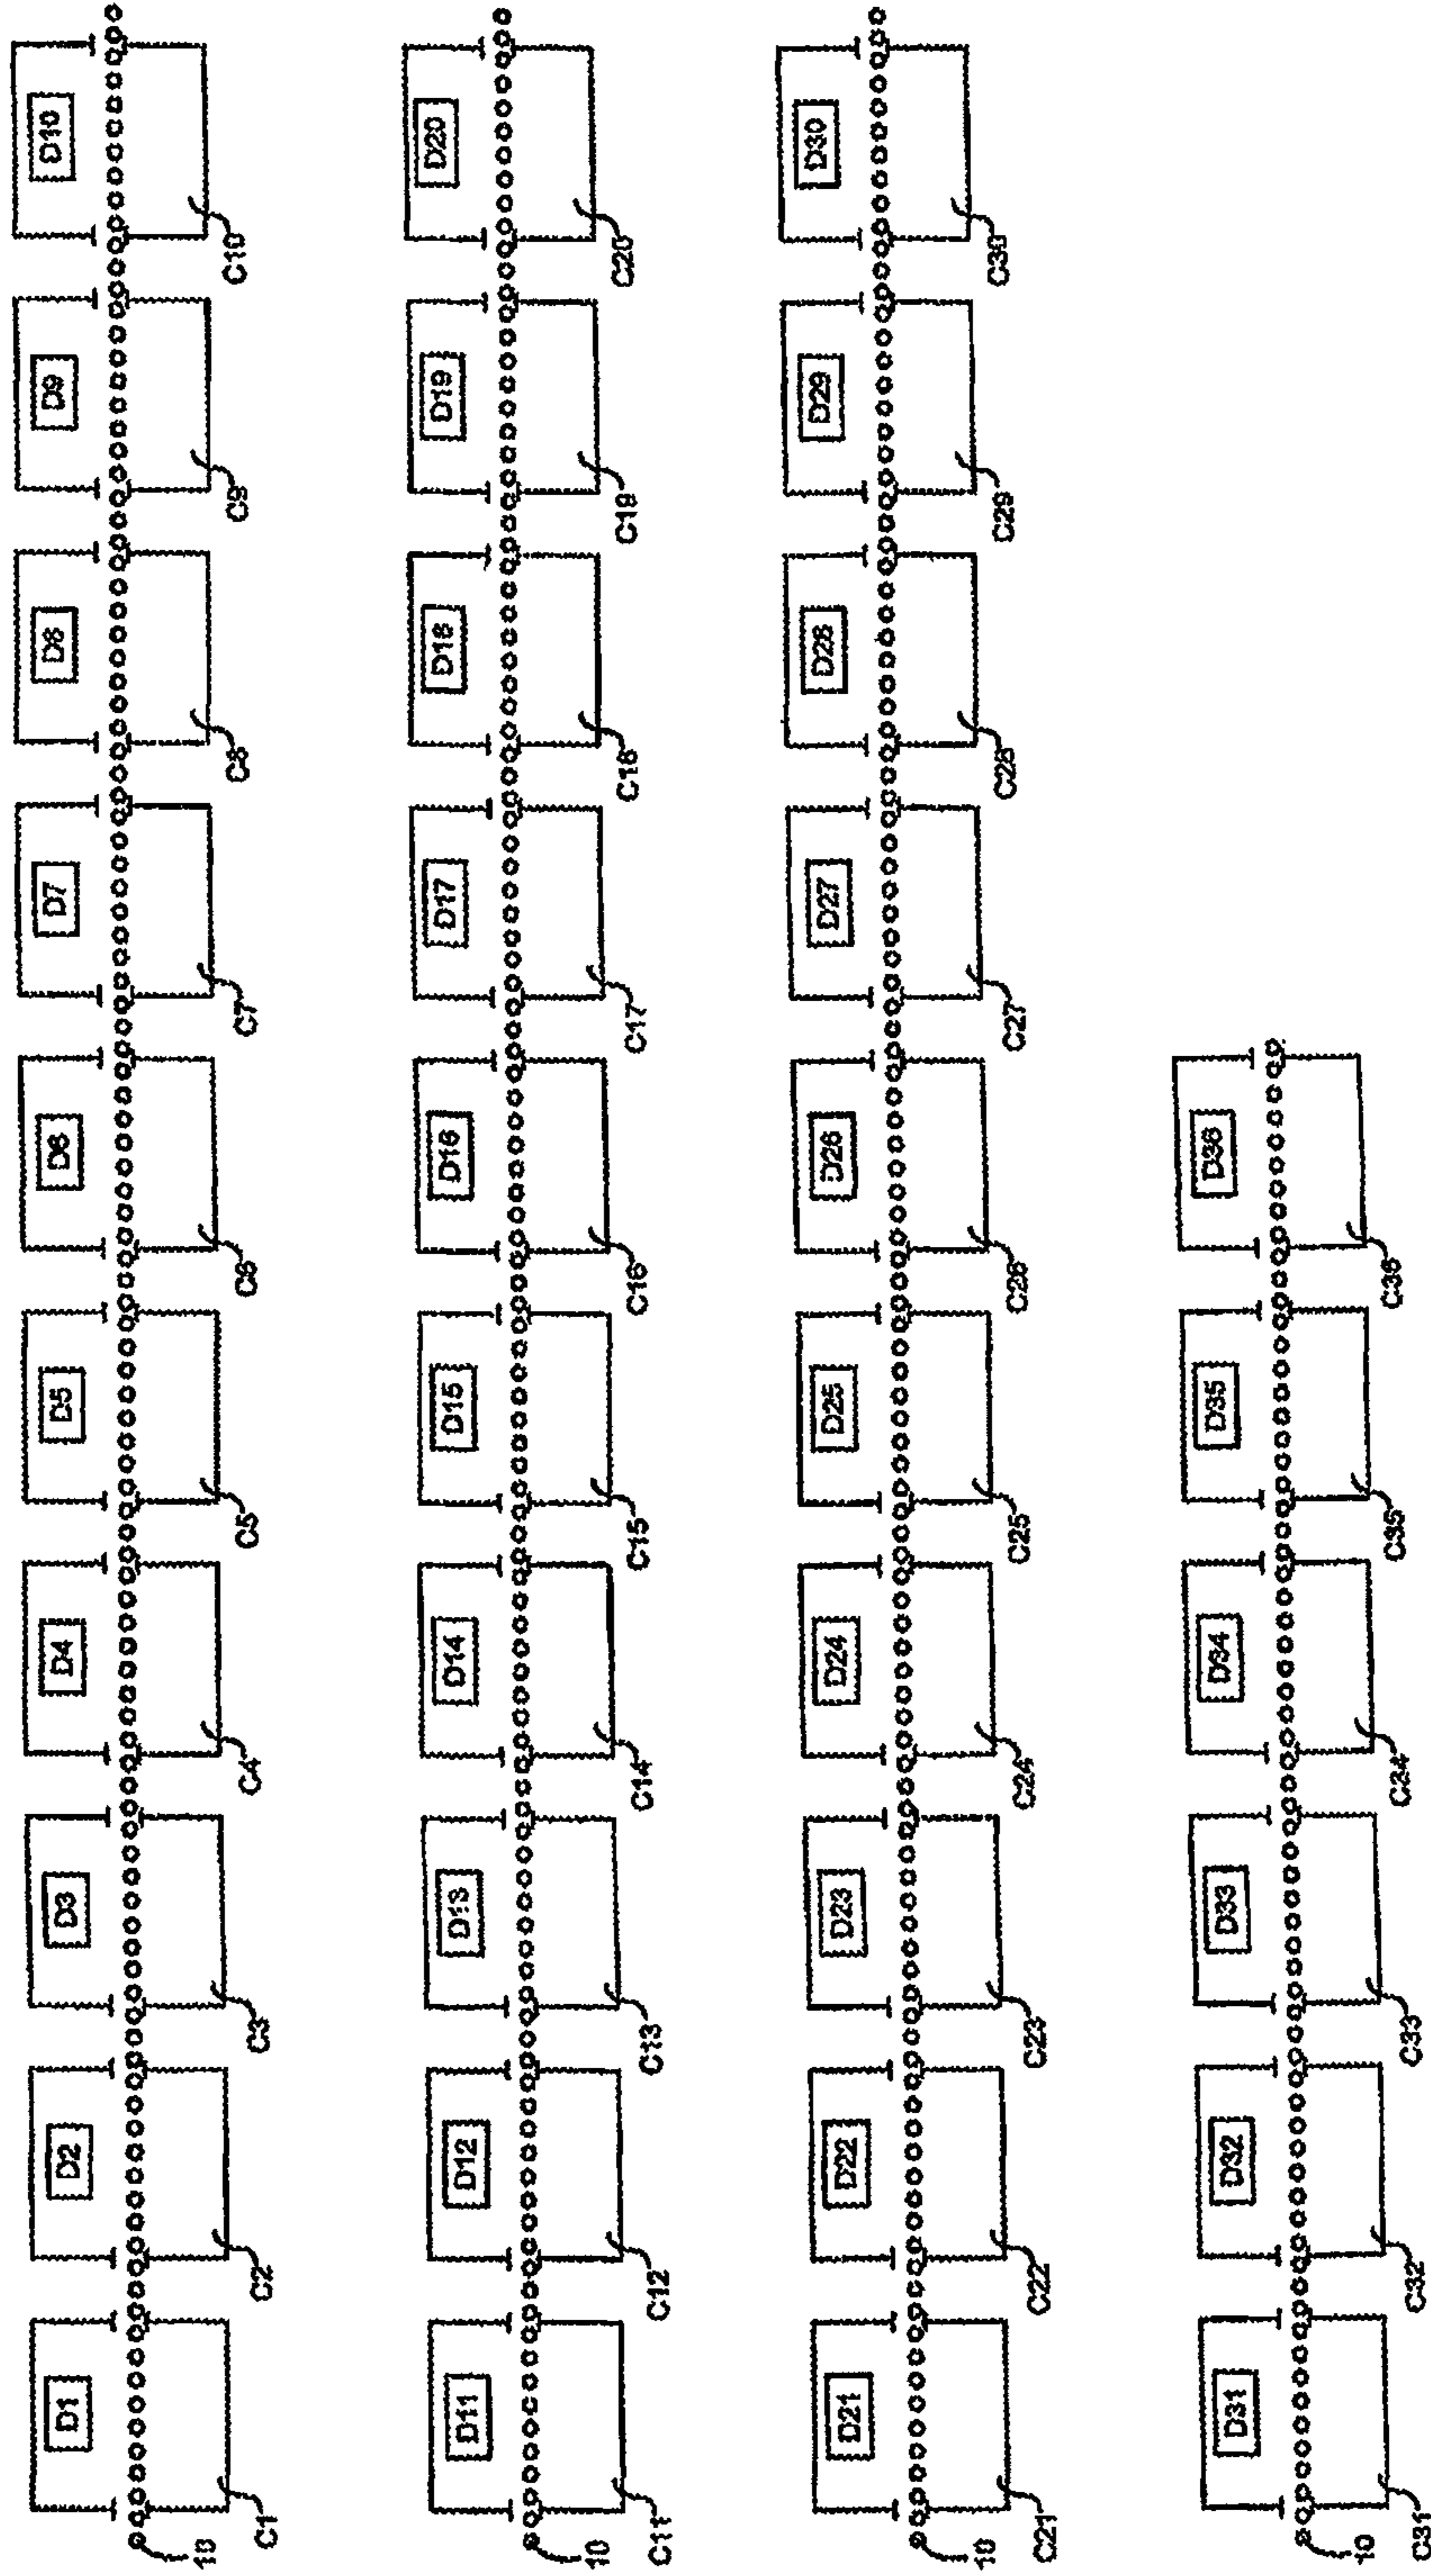 D1 D2 D3 D4 D5 D6 D7 D8 D9 D10
10 C1 C2 C3 C4 C5 C6 C7 C8 C9 C10
D11 D12 D13 D14 D15 D16 D17 D18 D19 D20
10 C11 C12 C13 C14 C15 C16 C17 C18 C19 C20
D21 D22 D23 D24 D25 D26 D27 D28 D29 D30
10 C21 C22 C23 C24 C25 C26 C27 C28 C29 C30
D31 D32 D33 D34 D35 D36
10 C31 C32 C33 C34 C35 C36